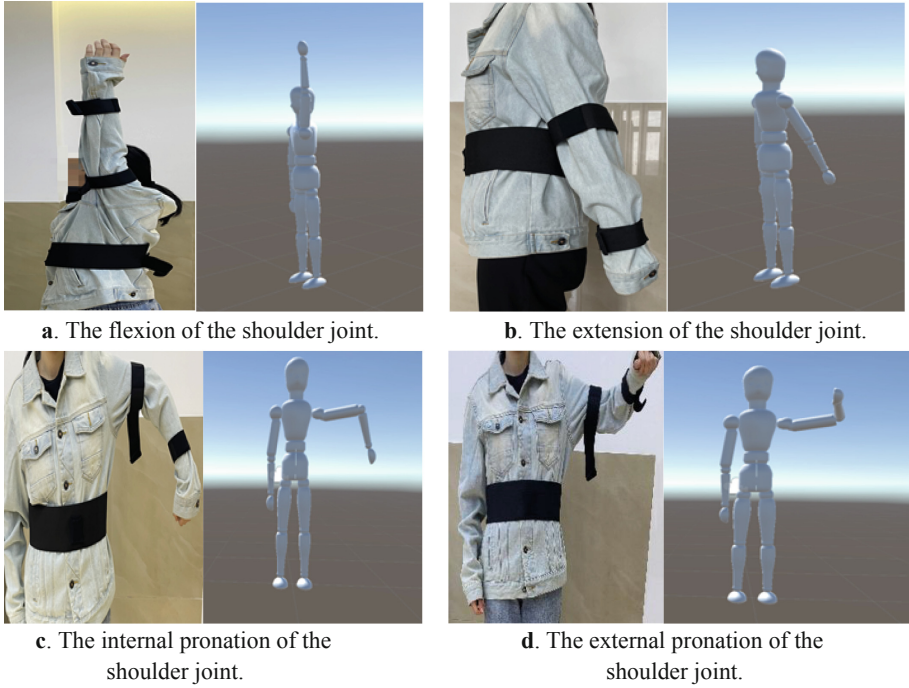 a. The flexion of the shoulder joint.
b. The extension of the shoulder joint.
c. The internal pronation of the
shoulder joint.
d. The external pronation of the
shoulder joint.